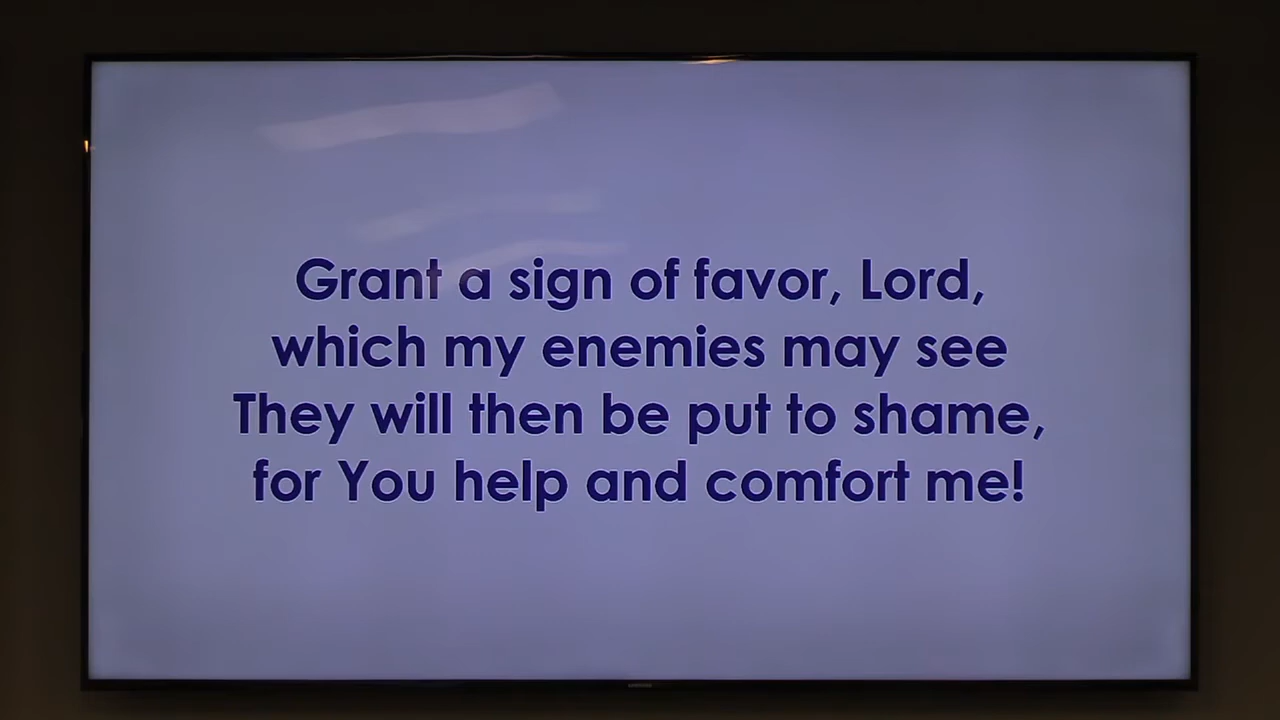 Grant a sign of favor, Lord,
which my enemies may see
They will then be put to shame,
for You help and comfort me!